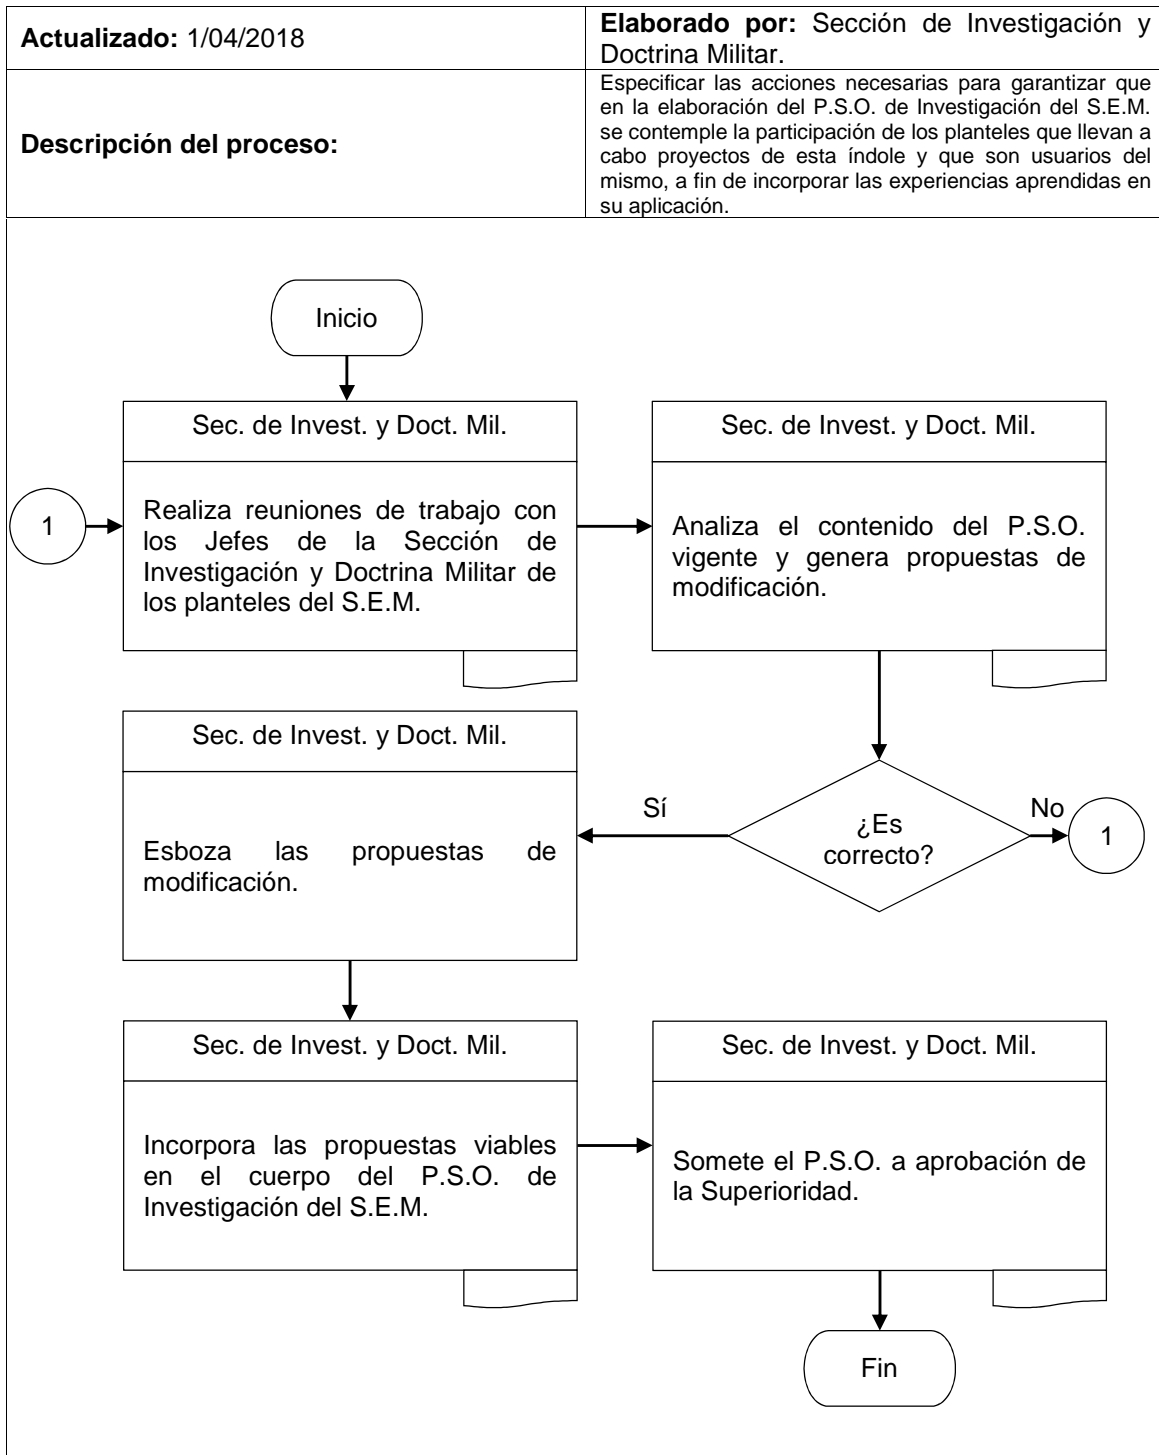 Actualizado: 1/04/2018
Elaborado por: Sección de Investigación y
Doctrina Militar.
Descripción del proceso:
Especificar las acciones necesarias para garantizar que
en la elaboración del P.S.O. de Investigación del S.E.M.
se contemple la participación de los planteles que llevan a
cabo proyectos de esta índole y que son usuarios del
mismo, a fin de incorporar las experiencias aprendidas en
su aplicación.
Inicio
Sec. de Invest. y Doct. Mil.
1
Realiza reuniones de trabajo con
los Jefes de la Sección de
Investigación y Doctrina Militar de
los planteles del S.E.M.
Sec. de Invest. y Doct. Mil.
Analiza el contenido del P.S.O.
vigente y genera propuestas de
modificación.
¿Es
correcto?
No
1
Sí
Sec. de Invest. y Doct. Mil.
Esboza las propuestas de
modificación.
Sec. de Invest. y Doct. Mil.
Incorpora las propuestas viables
en el cuerpo del P.S.O. de
Investigación del S.E.M.
Sec. de Invest. y Doct. Mil.
Somete el P.S.O. a aprobación de
la Superioridad.
Fin